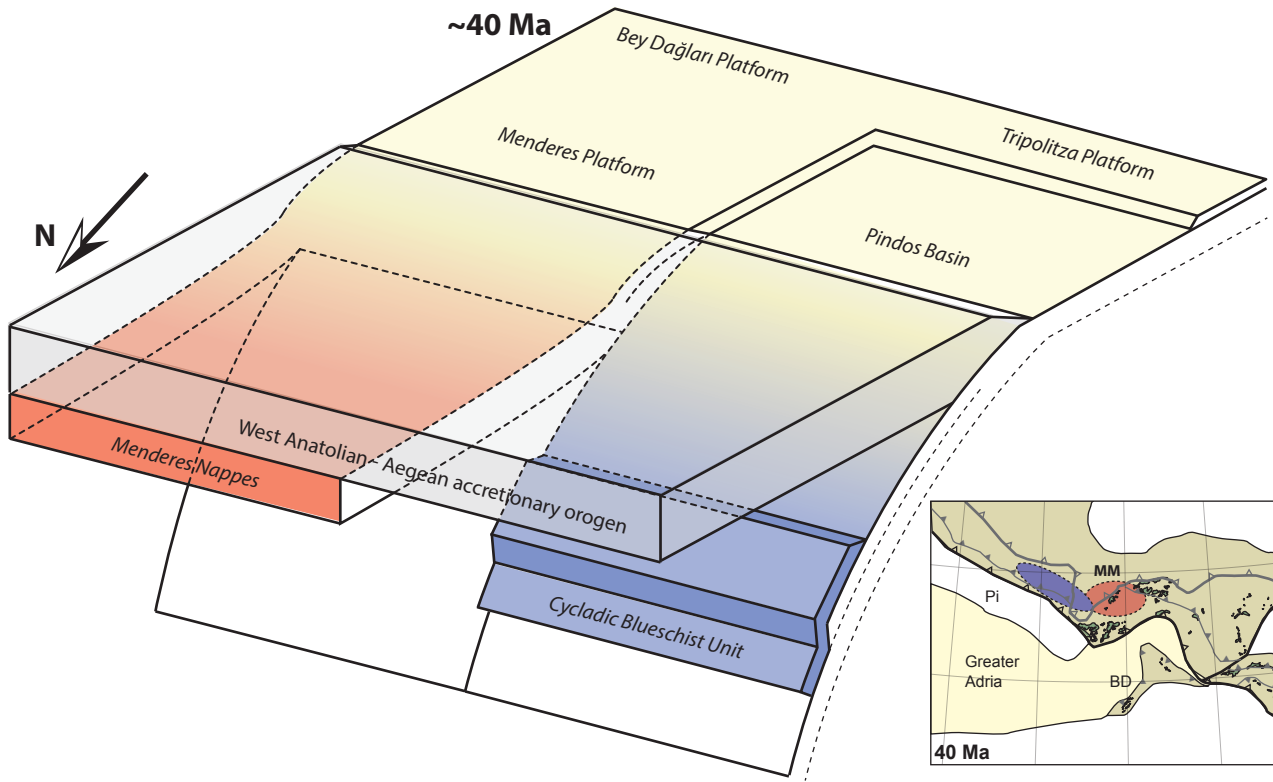 ~40 Ma
Bey Dağları Platform
Menderes Platform
Tripolitza Platform
Pindos Basin
N
West Anatolian - Aegean accretionary orogen
Menderes Nappes
Cycladic Blueschist Unit
MM
Pi
Greater
Adria
BD
40 Ma